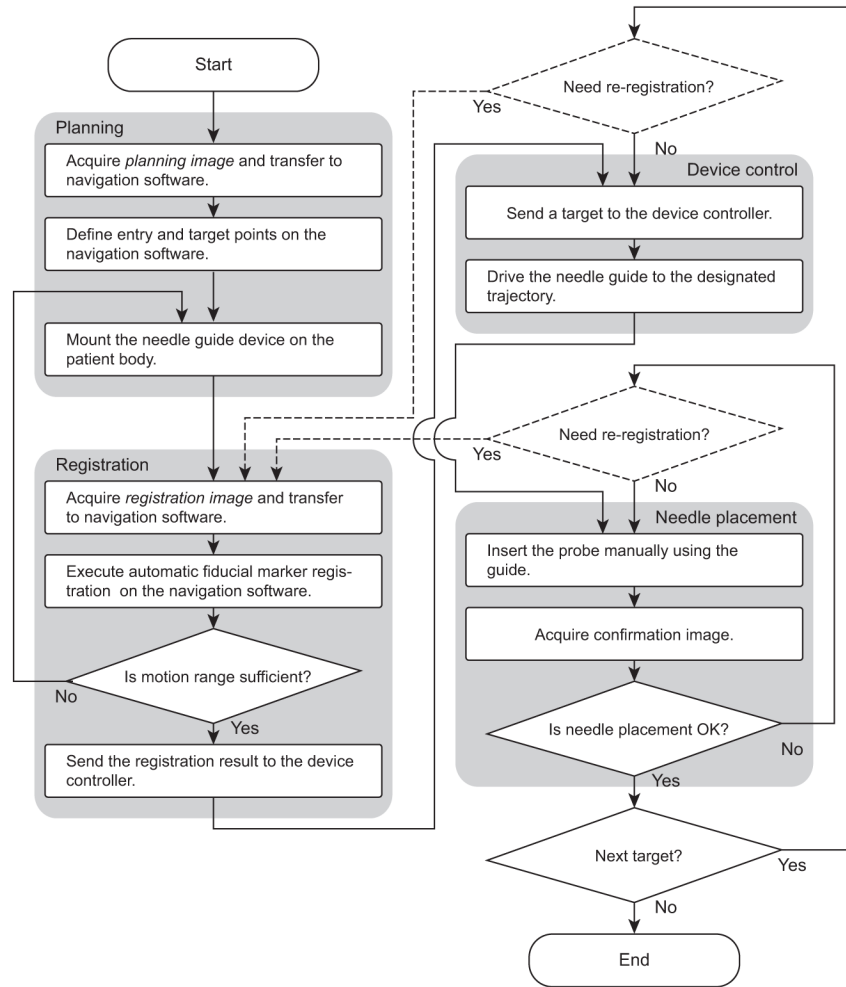 Start
Planning
Acquire planning image and transfer to
navigation software.
Define entry and target points on the
navigation software.
Mount the needle guide device on the
patient body.
Registration
Acquire registration image and transfer
to navigation software.
Execute automatic fiducial marker regis-
tration on the navigation software.
Is motion range sufficient?
No
Yes
Send the registration result to the device
controller.
Need re-registration?
Yes
No
Device control
Send a target to the device controller.
Drive the needle guide to the designated
trajectory.
Need re-registration?
Yes
No
Needle placement
Insert the probe manually using the
guide.
Acquire confirmation image.
Is needle placement OK?
No
Yes
Next target?
Yes
No
End